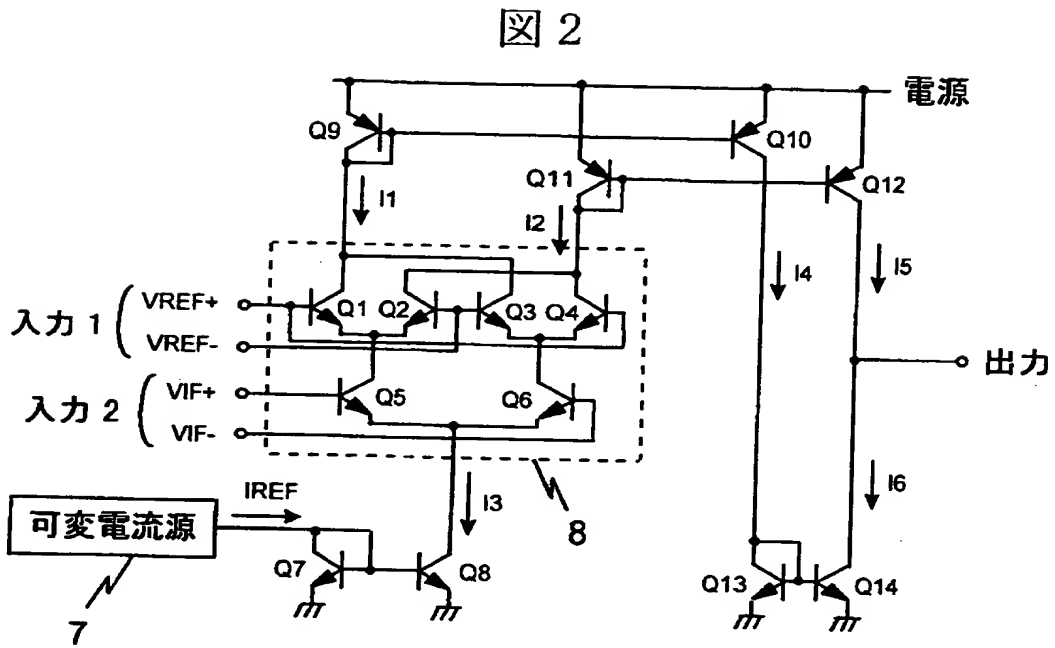 図2
電源
Q9
Q10
Q11
Q12
I1
I2
I4
I5
入力1
VREF+
VREF-
Q1
Q2
Q3
Q4
出力
入力2
VIF+
VIF-
Q5
Q6
IREF
I3
8
I6
可変電流源
Q7
Q8
Q13
Q14
7